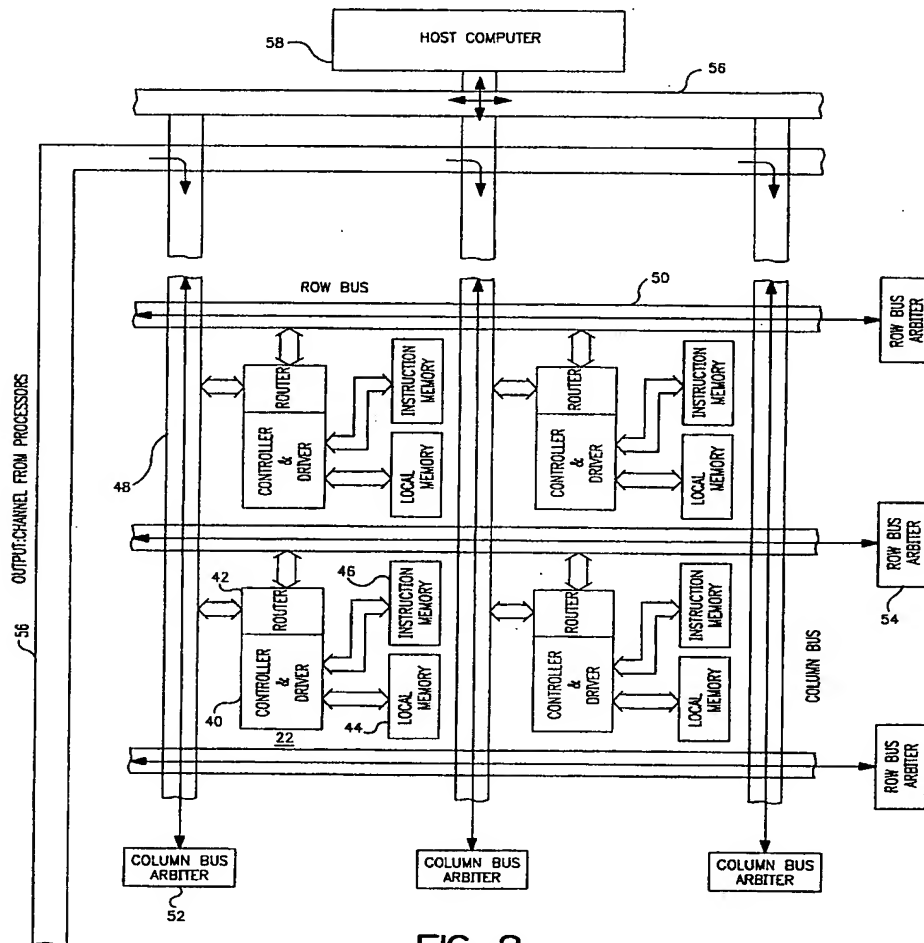 HOST COMPUTER
58
56
OUTPUT:CHANNEL FROM PROCESSORS
56
ROW BUS
50
ROW BUS
ARBITER
48
ROUTER
CONTROLLER
&
DRIVER
INSTRUCTION
MEMORY
LOCAL
MEMORY
ROUTER
CONTROLLER
&
DRIVER
INSTRUCTION
MEMORY
LOCAL
MEMORY
ROW BUS
ARBITER
54
42
46
ROUTER
CONTROLLER
&
DRIVER
INSTRUCTION
MEMORY
LOCAL
MEMORY
40
44
22
ROUTER
CONTROLLER
&
DRIVER
INSTRUCTION
MEMORY
LOCAL
MEMORY
COLUMN BUS
ROW BUS
ARBITER
COLUMN BUS
ARBITER
52
COLUMN BUS
ARBITER
COLUMN BUS
ARBITER